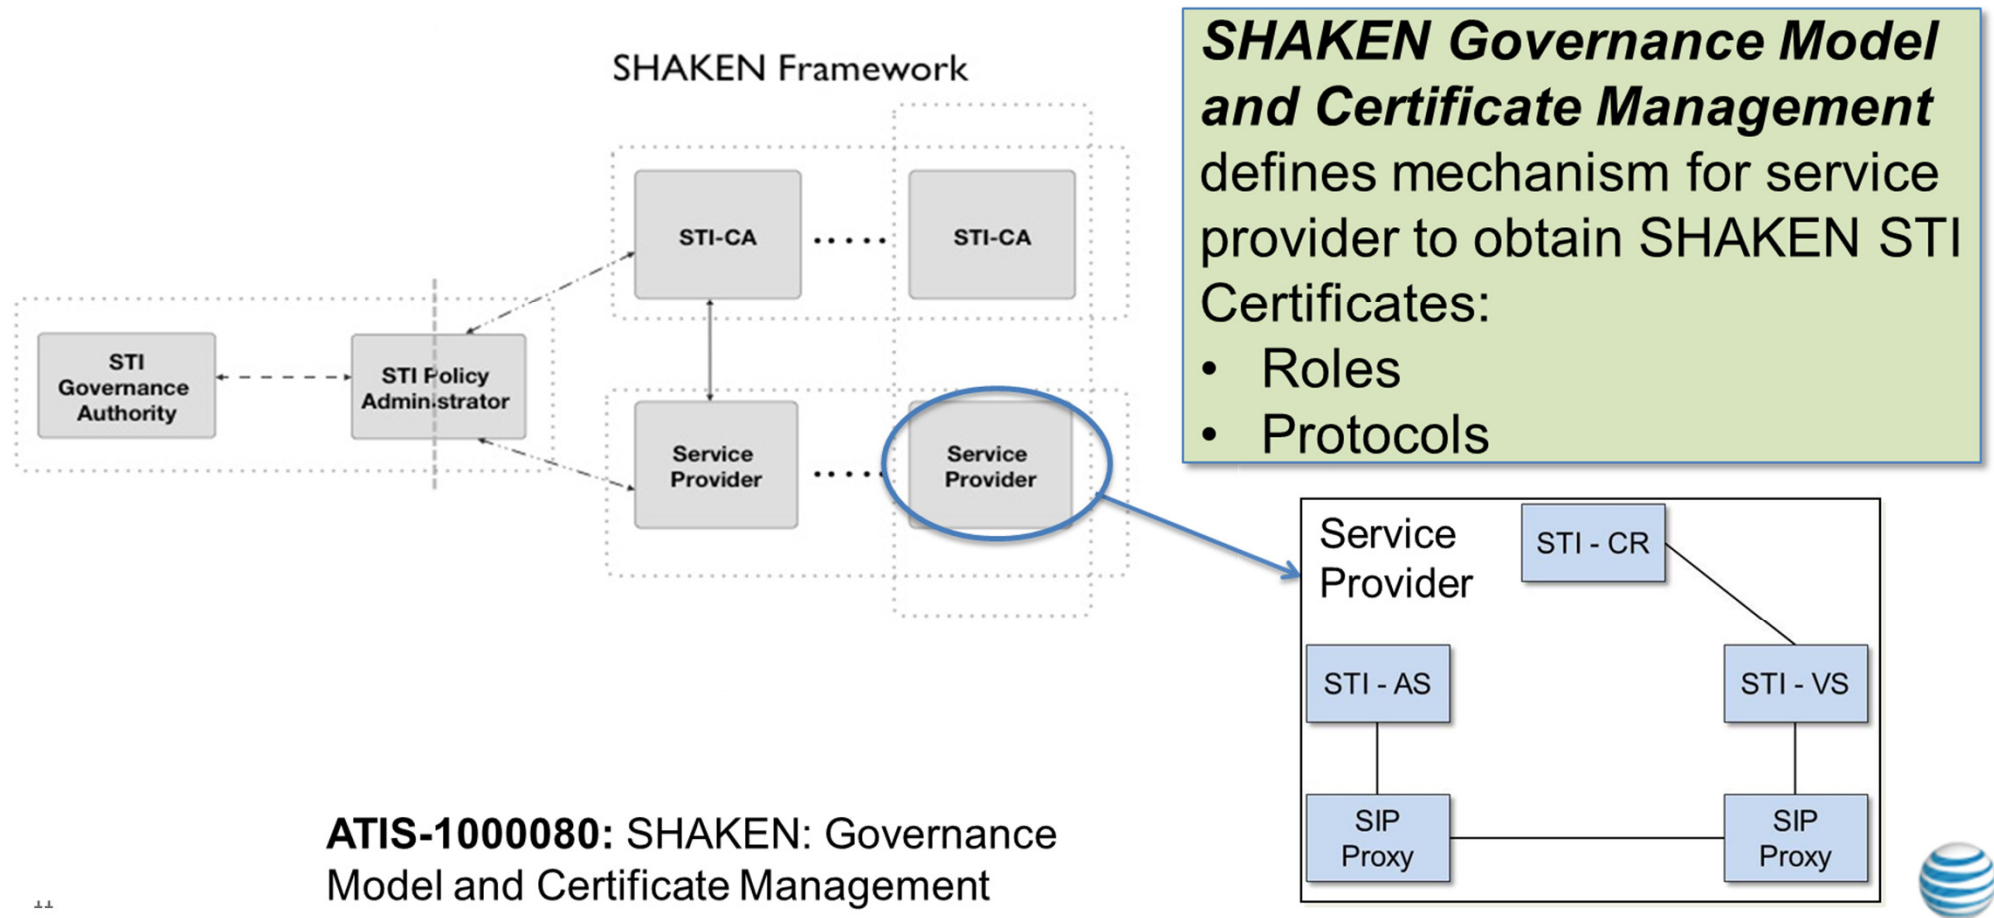 SHAKEN Framework
STI-CA
STI-CA
STI
Governance
Authority
STI Policy
Administrator
Service
Provider
Service
Provider
SHAKEN Governance Model
and Certificate Management
defines mechanism for service
provider to obtain SHAKEN STI
Certificates:
• Roles
• Protocols
Service
Provider
STI - CR
STI - AS
STI - VS
SIP
Proxy
SIP
Proxy
ATIS-1000080: SHAKEN: Governance
Model and Certificate Management